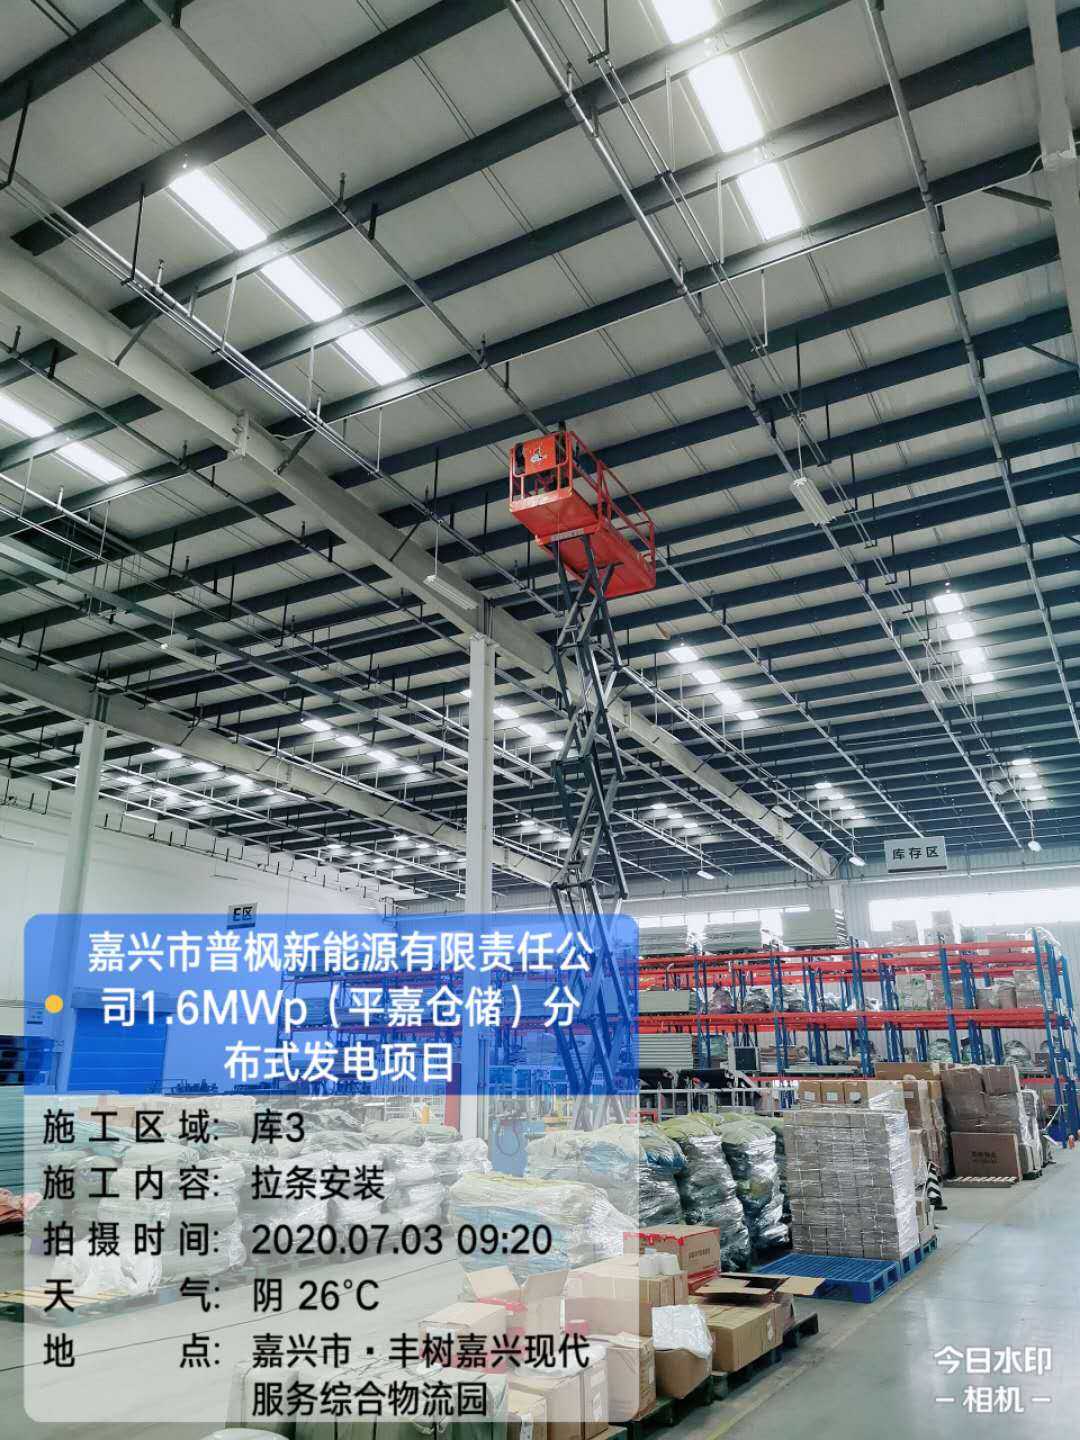 库存区
E区
嘉兴市普枫新能源有限责任公
司1.6MWp（平嘉仓储）分
布式发电项目
施工区域: 库3
施工内容: 拉条安装
拍摄时间: 2020.07.03 09:20
天气: 阴 26°C
地点: 嘉兴市·丰树嘉兴现代
服务综合物流园
今日水印
-相机-